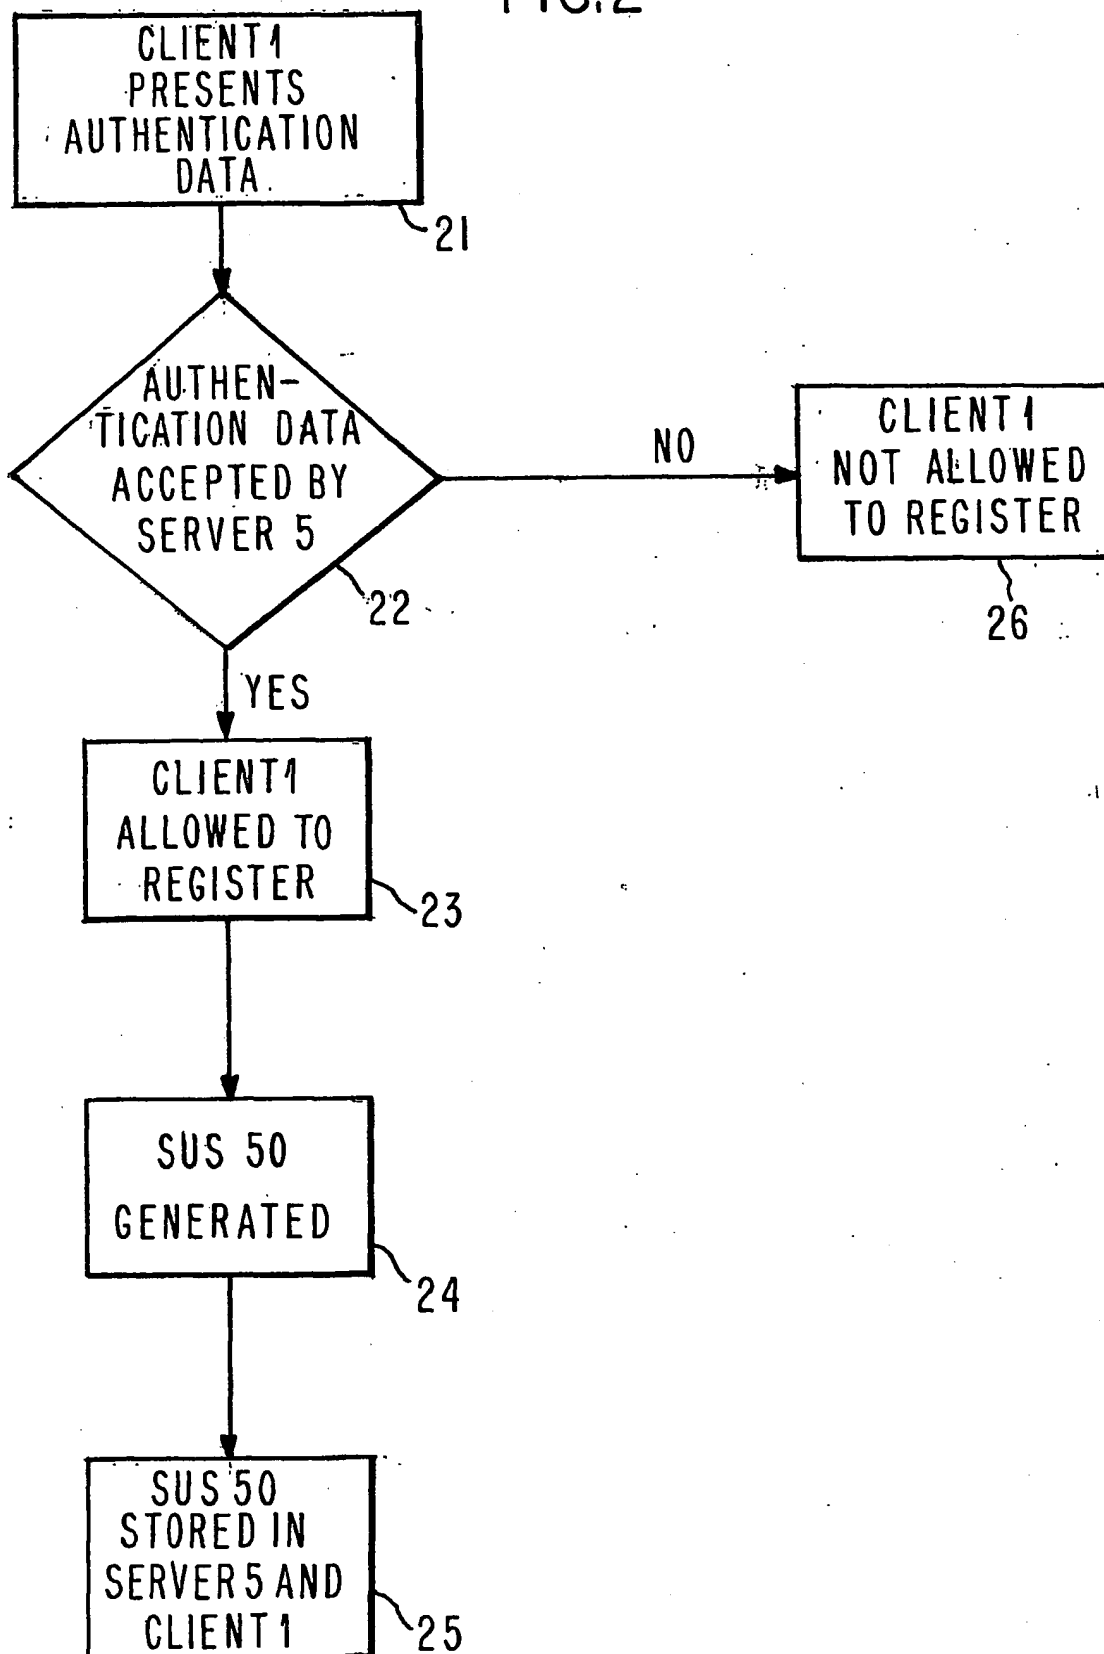 FIG.2
CLIENT 1
PRESENTS
AUTHENTICATION
DATA
21
AUTHEN-
TICATION DATA
ACCEPTED BY
SERVER 5
22
NO
CLIENT 1
NOT ALLOWED
TO REGISTER
26
YES
CLIENT 1
ALLOWED TO
REGISTER
23
SUS 50
GENERATED
24
SUS 50
STORED IN
SERVER 5 AND
CLIENT 1
25